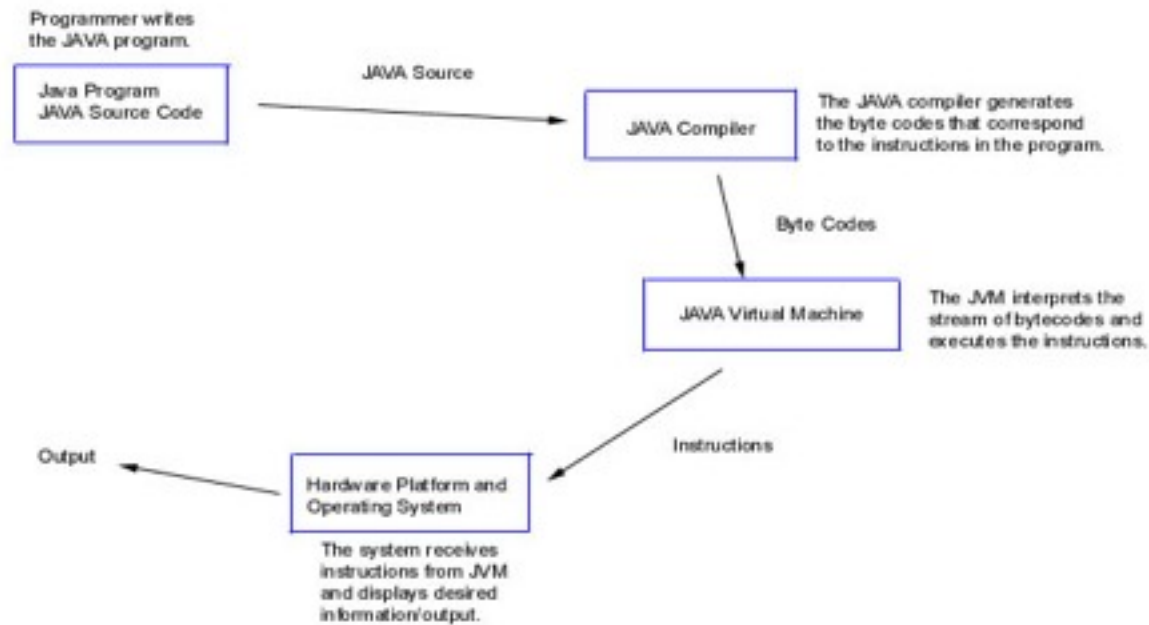 Programmer writes
the JAVA program.
Java Program
JAVA Source Code
JAVA Source
JAVA Compiler
The JAVA compiler generates
the byte codes that correspond
to the instructions in the program.
Byte Codes
JAVA Virtual Machine
The JVM interprets the
stream of bytecodes and
executes the instructions.
Instructions
Hardware Platform and
Operating System
The system receives
instructions from JVM
and displays desired
information/output.
Output